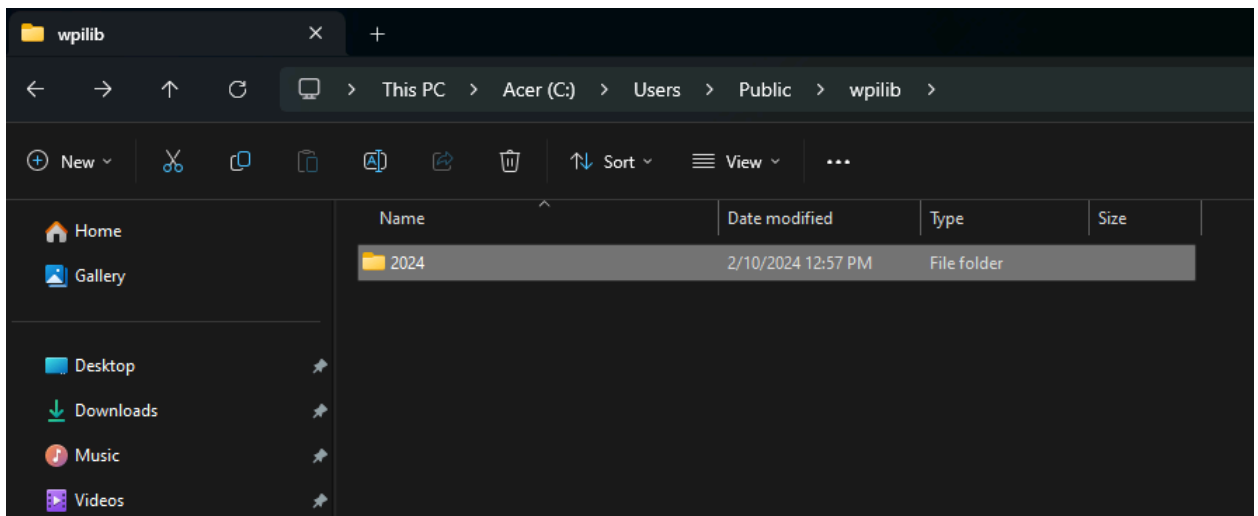 wpilib
This PC > Acer (C:) > Users > Public > wpilib >
New Sort View ...
Name Date modified Type Size
Home
2024 2/10/2024 12:57 PM File folder
Gallery
Desktop
Downloads
Music
Videos